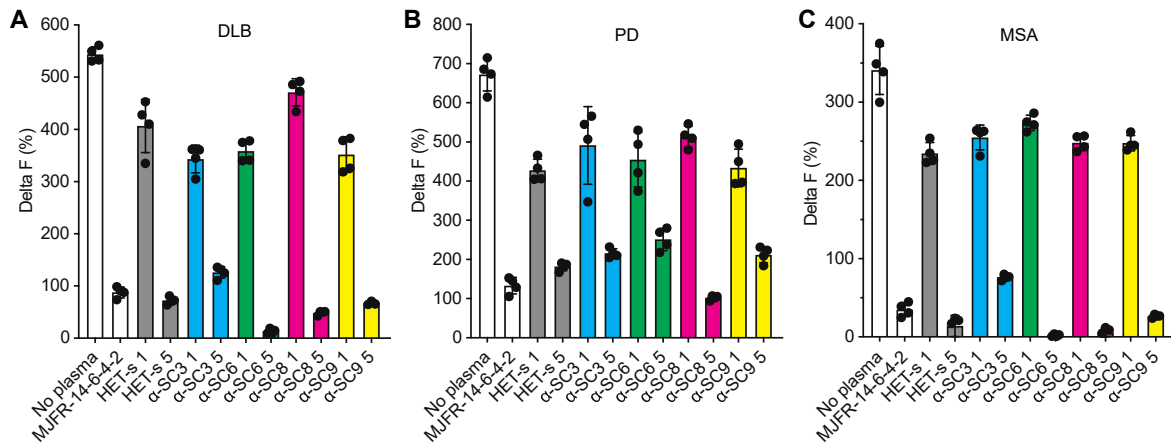 A
DLB
Delta F (%)
600
500
400
300
200
100
0
No plasma
MJFR-14-6-4-2
HET-s 1
HET-s 5
α-SC3 1
α-SC3 5
α-SC6 1
α-SC6 5
α-SC8 1
α-SC8 5
α-SC9 1
α-SC9 5
B
PD
Delta F (%)
800
700
600
500
400
300
200
100
0
No plasma
MJFR-14-6-4-2
HET-s 1
HET-s 5
α-SC3 1
α-SC3 5
α-SC6 1
α-SC6 5
α-SC8 1
α-SC8 5
α-SC9 1
α-SC9 5
C
MSA
Delta F (%)
400
300
200
100
0
No plasma
MJFR-14-6-4-2
HET-s 1
HET-s 5
α-SC3 1
α-SC3 5
α-SC6 1
α-SC6 5
α-SC8 1
α-SC8 5
α-SC9 1
α-SC9 5